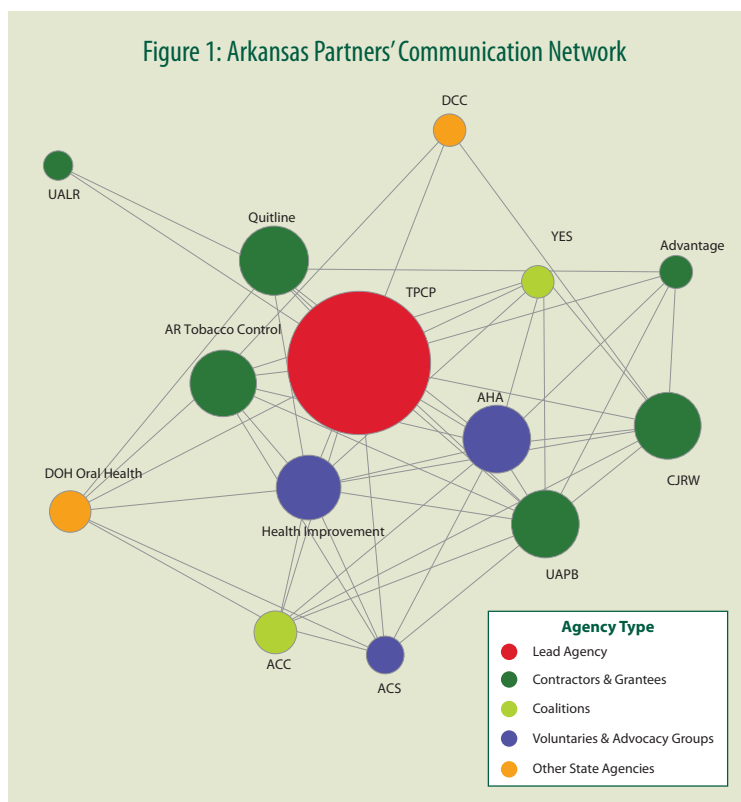 Figure 1: Arkansas Partners' Communication Network
DCC
UALR
Quitline
YES
Advantage
TPCP
AR Tobacco Control
AHA
DOH Oral Health
CJRW
Health Improvement
UAPB
ACC
ACS
Agency Type
Lead Agency
Contractors & Grantees
Coalitions
Voluntaries & Advocacy Groups
Other State Agencies